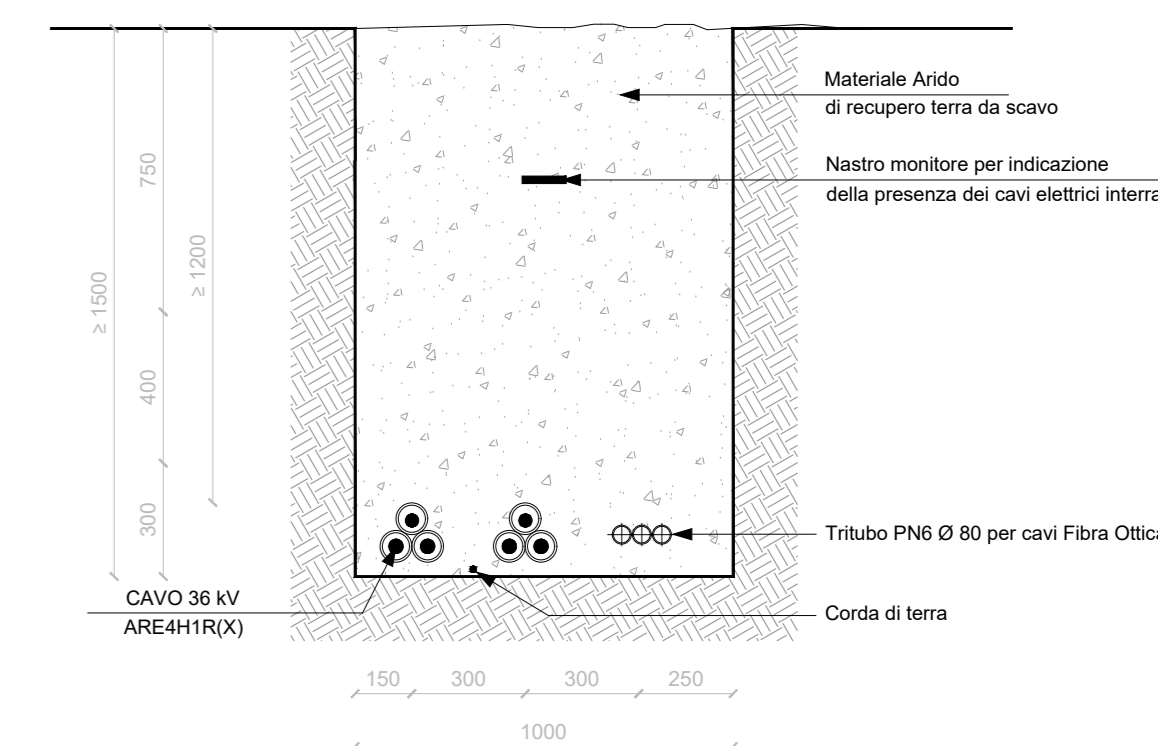 Materiale Arido
di recupero terra da scavo
Nastro monitore per indicazione
della presenza dei cavi elettrici interra
750
≥ 1200
≥ 1500
400
300
Tritubo PN6 Ø 80 per cavi Fibra Ottica
CAVO 36 kV
ARE4H1R(X)
Corda di terra
150
300
300
250
1000